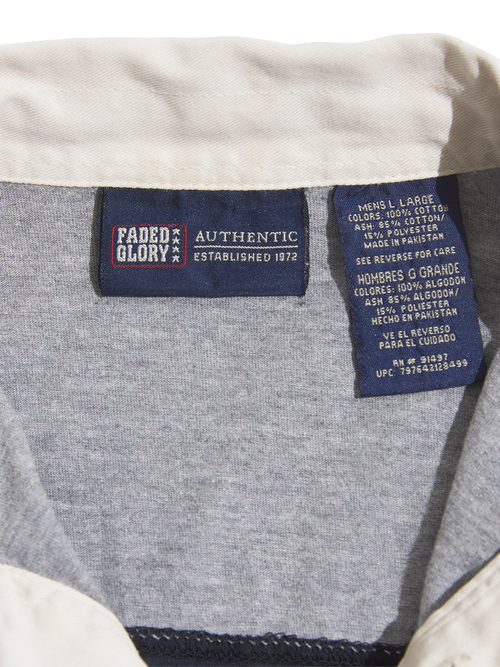 FADED
GLORY
AUTHENTIC
ESTABLISHED 1972
MENS L LARGE
COLORS: 100% COTTON
ASH: 85% COTTON/
15% POLYESTER
MADE IN PAKISTAN
SEE REVERSE FOR CARE
HOMBRES G GRANDE
COLORES: 100% ALGODON
ASH 85% ALGODOH/
15% POLIESTER
HECHO EN PAKISTAN
VE EL REVERSO
PARA EL CUIDADO
RN # 91497
UPC: 797642128499